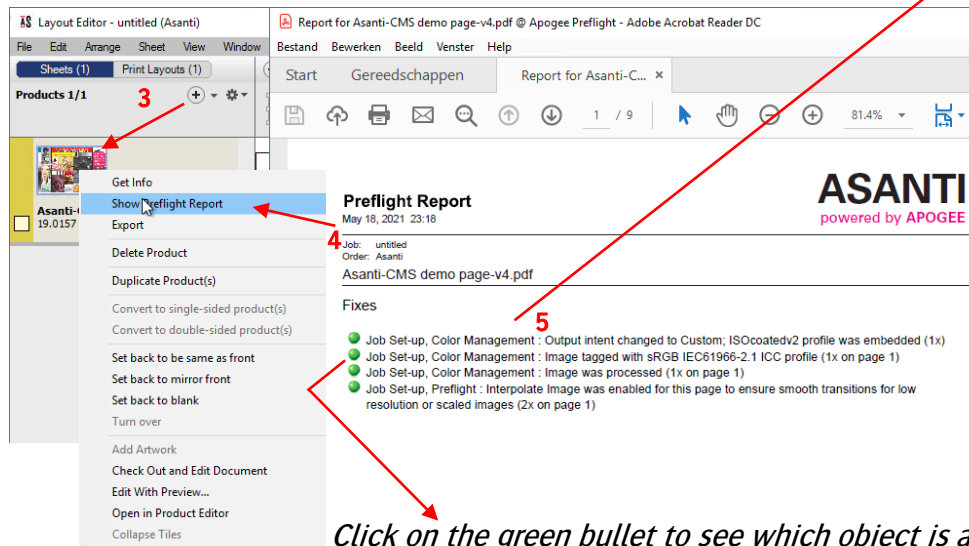 Layout Editor - untitled (Asanti)
File Edit Arrange Sheet View Window
Sheets (1) Print Layouts (1)
Products 1/1
3
Asanti-
19.0157
Get Info
Show Preflight Report
Export
Delete Product
Duplicate Product(s)
Convert to single-sided product(s)
Convert to double-sided product(s)
Set back to be same as front
Set back to mirror front
Set back to blank
Turn over
Add Artwork
Check Out and Edit Document
Edit With Preview...
Open in Product Editor
Collapse Tiles
Report for Asanti-CMS demo page-v4.pdf @ Apogee Preflight - Adobe Acrobat Reader DC
Bestand Bewerken Beeld Venster Help
Start Gereedschappen Report for Asanti-C... ×
1 / 9 81.4%
ASANTI
powered by APOGEE
Preflight Report
May 18, 2021 23:18
4
Job: untitled
Order: Asanti
Asanti-CMS demo page-v4.pdf
Fixes
5
Job Set-up, Color Management : Output intent changed to Custom; ISOcoatedv2 profile was embedded (1x)
Job Set-up, Color Management : Image tagged with sRGB IEC61966-2.1 ICC profile (1x on page 1)
Job Set-up, Color Management : Image was processed (1x on page 1)
Job Set-up, Preflight : Interpolate Image was enabled for this page to ensure smooth transitions for low
resolution or scaled images (2x on page 1)
Click on the green bullet to see which object is a